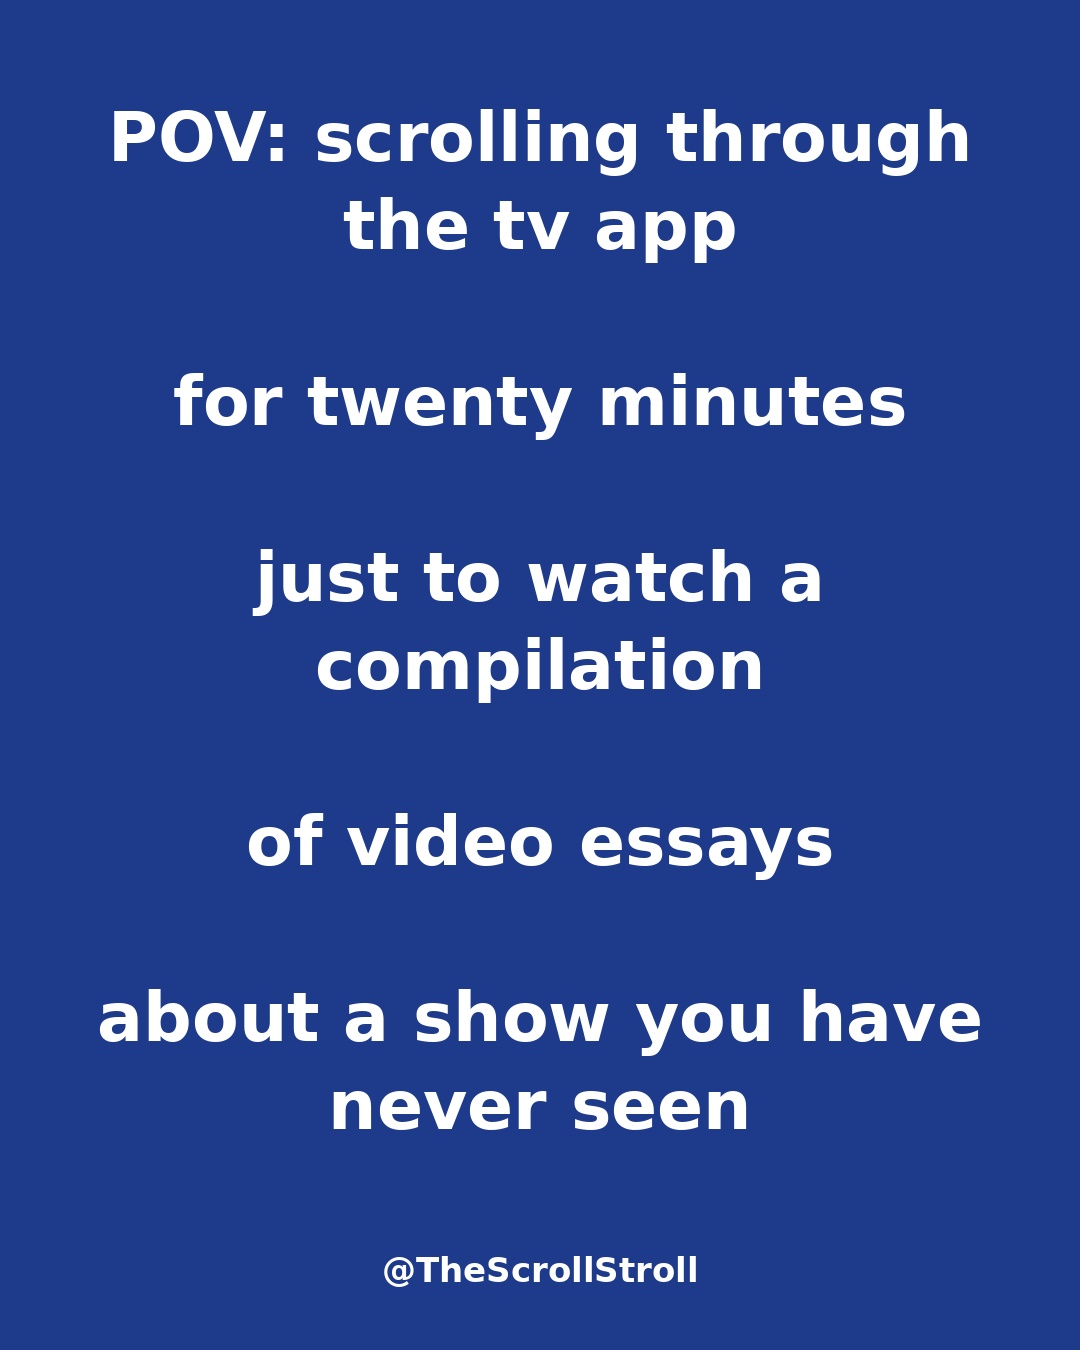 POV: scrolling through
the tv app
for twenty minutes
just to watch a
compilation
of video essays
about a show you have
never seen
@TheScrollStroll